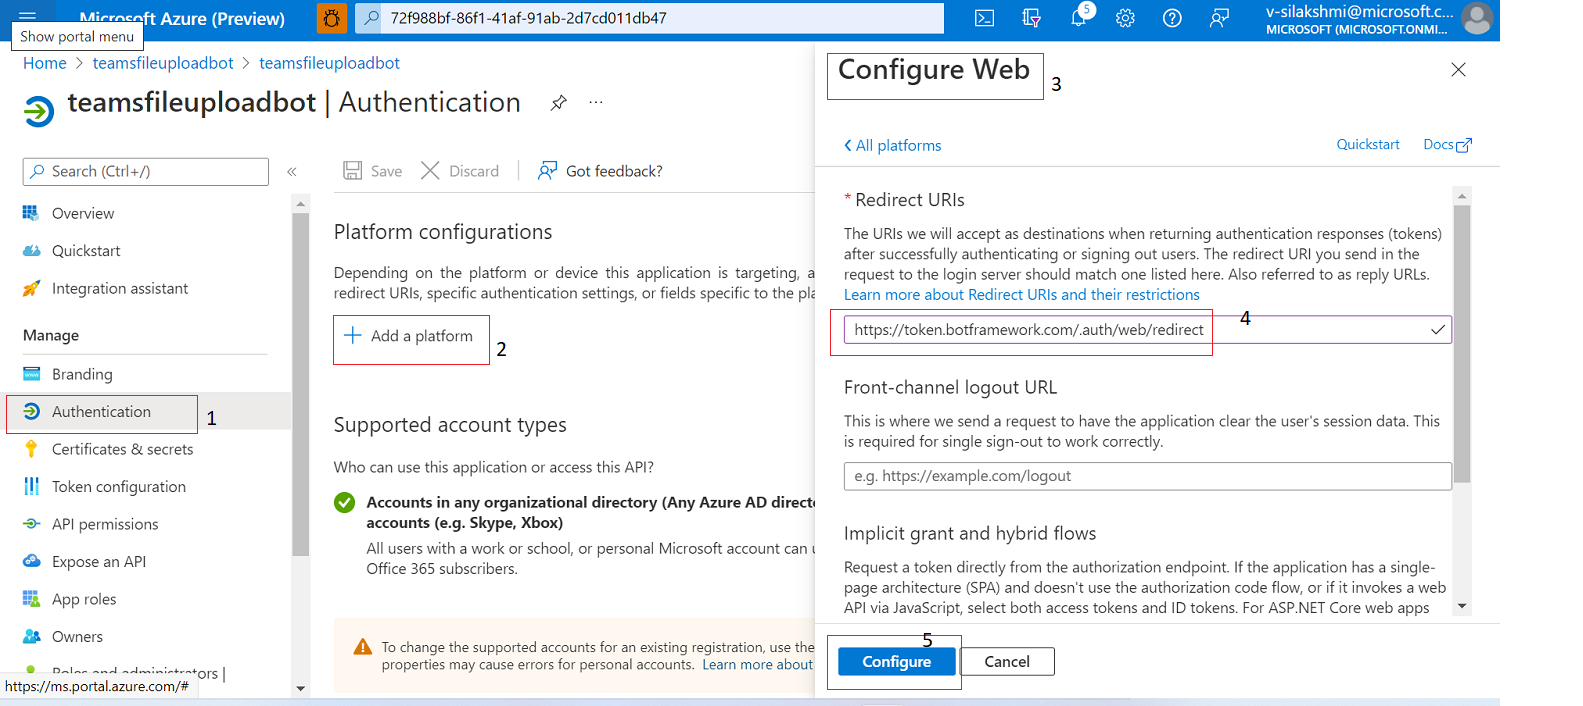 Microsoft Azure (Preview)
72f988bf-86f1-41af-91ab-2d7cd011db47
5
v-silakshmi@microsoft.c...
MICROSOFT (MICROSOFT.ONMI...
Show portal menu
Home > teamsfileuploadbot > teamsfileuploadbot
teamsfileuploadbot | Authentication
...
Search (Ctrl+/)
«
Overview
Quickstart
Integration assistant
Manage
Branding
Authentication
1
Certificates & secrets
Token configuration
API permissions
Expose an API
App roles
Owners
Roles and administrators |
https://ms.portal.azure.com/#
Save
Discard
Got feedback?
Platform configurations
Depending on the platform or device this application is targeting, a
redirect URIs, specific authentication settings, or fields specific to the pla
Add a platform
2
Supported account types
Who can use this application or access this API?
Accounts in any organizational directory (Any Azure AD directo
accounts (e.g. Skype, Xbox)
All users with a work or school, or personal Microsoft account can u
Office 365 subscribers.
To change the supported accounts for an existing registration, use the
properties may cause errors for personal accounts. Learn more about
Configure Web
3
All platforms
Quickstart
Docs
* Redirect URIs
The URIs we will accept as destinations when returning authentication responses (tokens)
after successfully authenticating or signing out users. The redirect URI you send in the
request to the login server should match one listed here. Also referred to as reply URLs.
Learn more about Redirect URIs and their restrictions
4
https://token.botframework.com/.auth/web/redirect
Front-channel logout URL
This is where we send a request to have the application clear the user's session data. This
is required for single sign-out to work correctly.
e.g. https://example.com/logout
Implicit grant and hybrid flows
Request a token directly from the authorization endpoint. If the application has a single-
page architecture (SPA) and doesn't use the authorization code flow, or if it invokes a web
API via JavaScript, select both access tokens and ID tokens. For ASP.NET Core web apps
5
Configure
Cancel